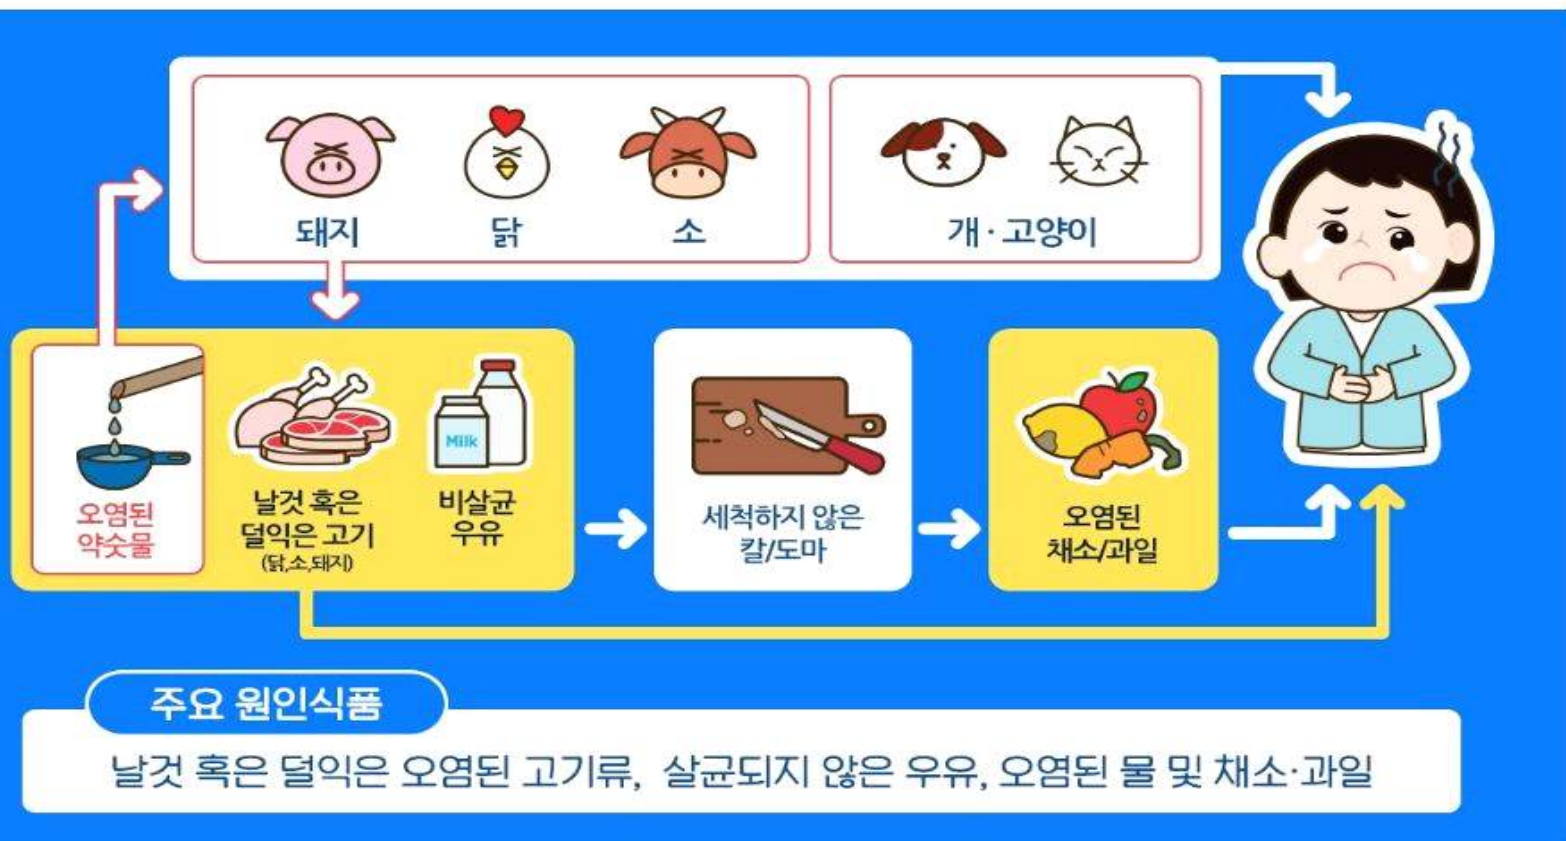 돼지
닭
소
개·고양이
오염된
약숫물
날것 혹은
덜익은 고기
(닭,소,돼지)
Milk
비살균
우유
세척하지 않은
칼/도마
오염된
채소/과일
주요 원인식품
날것 혹은 덜익은 오염된 고기류, 살균되지 않은 우유, 오염된 물 및 채소·과일